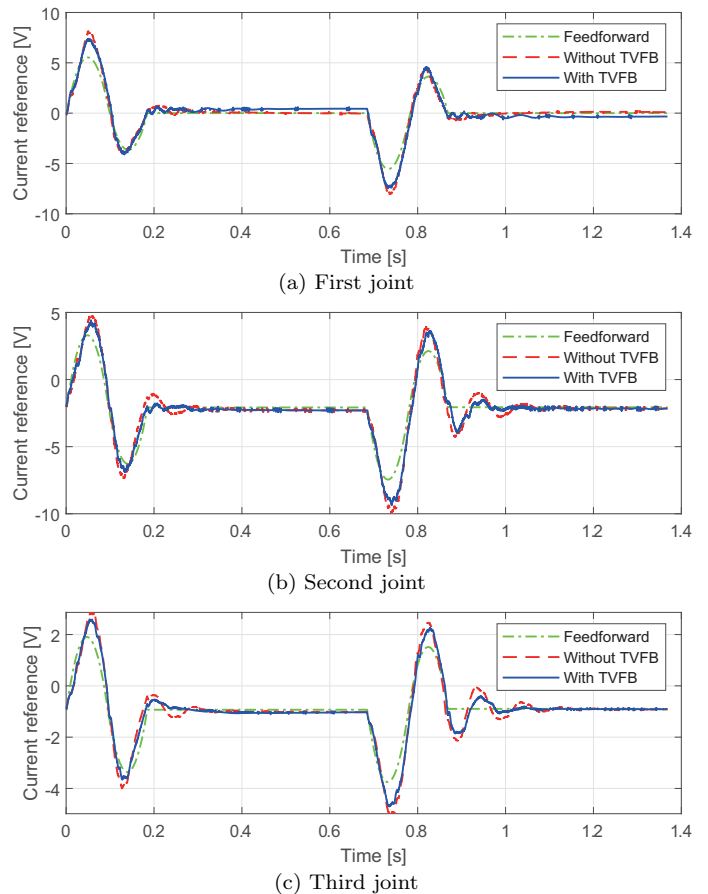 10
5
0
-5
-10
Current reference [V]
Feedforward
Without TVFB
With TVFB
0 0.2 0.4 0.6 0.8 1 1.2 1.4
Time [s]
(a) First joint
5
0
-5
-10
Current reference [V]
Feedforward
Without TVFB
With TVFB
0 0.2 0.4 0.6 0.8 1 1.2 1.4
Time [s]
(b) Second joint
2
0
-2
-4
Current reference [V]
Feedforward
Without TVFB
With TVFB
0 0.2 0.4 0.6 0.8 1 1.2 1.4
Time [s]
(c) Third joint